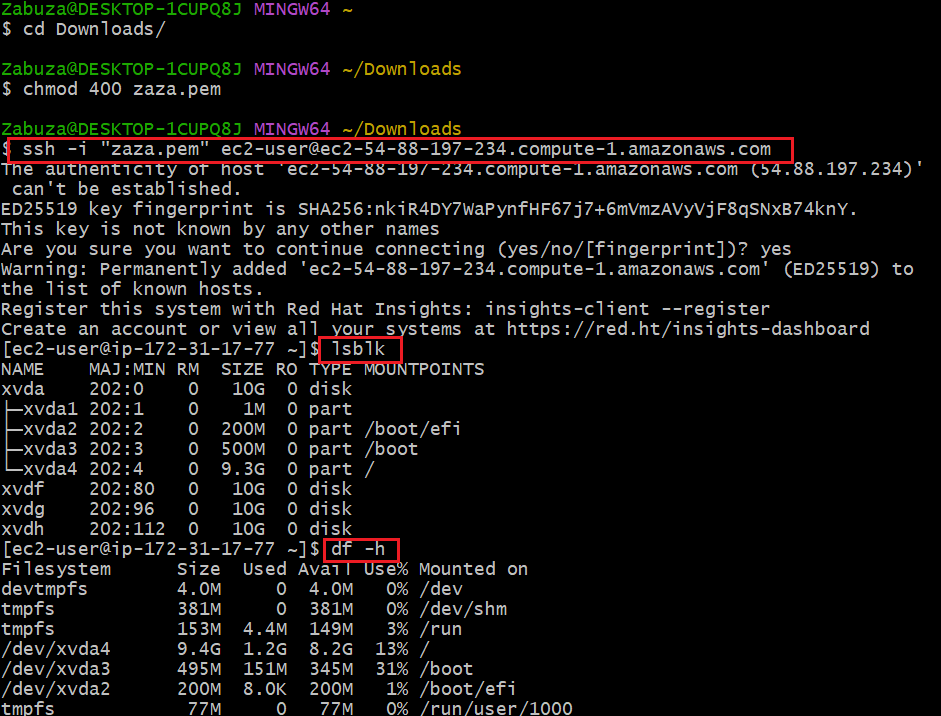 Zabuza@DESKTOP-1CUPQ8J MINGW64 ~
$ cd Downloads/
Zabuza@DESKTOP-1CUPQ8J MINGW64 ~/Downloads
$ chmod 400 zaza.pem
Zabuza@DESKTOP-1CUPQ8J MINGW64 ~/Downloads
$ ssh -i "zaza.pem" ec2-user@ec2-54-88-197-234.compute-1.amazonaws.com
The authenticity of host 'ec2-54-88-197-234.compute-1.amazonaws.com (54.88.197.234)'
 can't be established.
ED25519 key fingerprint is SHA256:nkiR4DY7WaPynfHF67j7+6mVmzAVyVjF8qSNxB74knY.
This key is not known by any other names
Are you sure you want to continue connecting (yes/no/[fingerprint])? yes
Warning: Permanently added 'ec2-54-88-197-234.compute-1.amazonaws.com' (ED25519) to
the list of known hosts.
Register this system with Red Hat Insights: insights-client --register
Create an account or view all your systems at https://red.ht/insights-dashboard
[ec2-user@ip-172-31-17-77 ~]$ lsblk
NAME    MAJ:MIN RM  SIZE RO TYPE MOUNTPOINTS
xvda    202:0    0   10G  0 disk
├─xvda1 202:1    0    1M  0 part
├─xvda2 202:2    0  200M  0 part /boot/efi
├─xvda3 202:3    0  500M  0 part /boot
└─xvda4 202:4    0  9.3G  0 part /
xvdf    202:80   0   10G  0 disk
xvdg    202:96   0   10G  0 disk
xvdh    202:112  0   10G  0 disk
[ec2-user@ip-172-31-17-77 ~]$ df -h
Filesystem      Size  Used Avail Use% Mounted on
devtmpfs        4.0M     0  4.0M   0% /dev
tmpfs           381M     0  381M   0% /dev/shm
tmpfs           153M  4.4M  149M   3% /run
/dev/xvda4      9.4G  1.2G  8.2G  13% /
/dev/xvda3      495M  151M  345M  31% /boot
/dev/xvda2      200M  8.0K  200M   1% /boot/efi
tmpfs            77M     0   77M   0% /run/user/1000